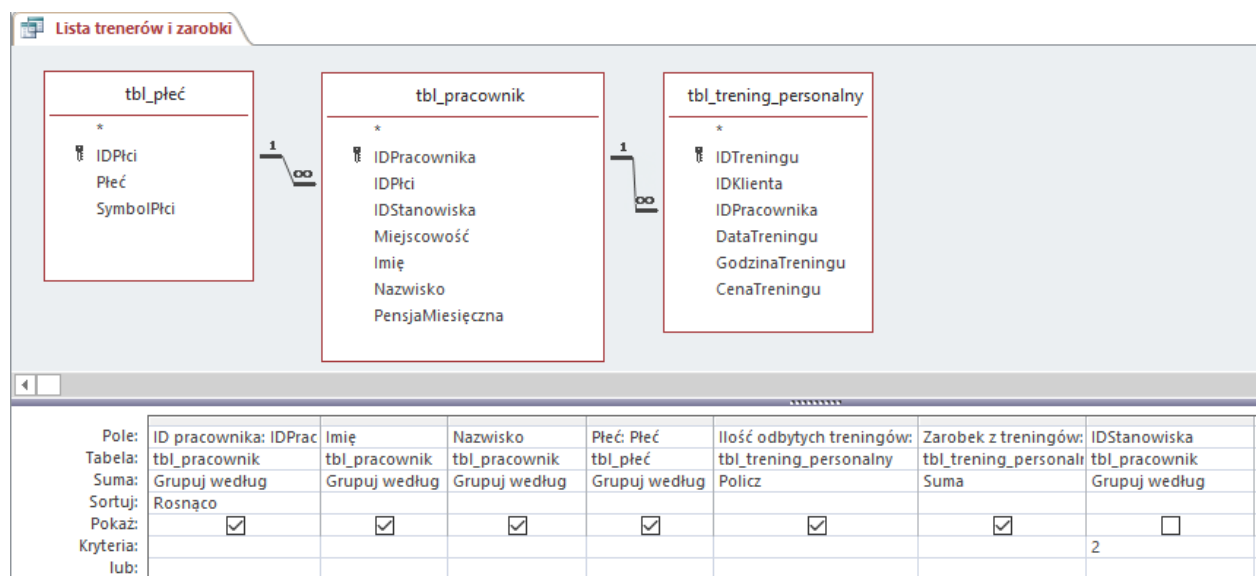 Lista trenerów i zarobki
tbl_płeć
*
IDPłci
Płeć
SymbolPłci
1
∞
tbl_pracownik
*
IDPracownika
IDPłci
IDStanowiska
Miejscowość
Imię
Nazwisko
PensjaMiesięczna
1
∞
tbl_trening_personalny
*
IDTreningu
IDKlienta
IDPracownika
DataTreningu
GodzinaTreningu
CenaTreningu
Pole: ID pracownika: IDPrac Imię Nazwisko Płeć: Płeć Ilość odbytych treningów: Zarobek z treningów: IDStanowiska
Tabela: tbl_pracownik tbl_pracownik tbl_pracownik tbl_płeć tbl_trening_personalny tbl_trening_personalr tbl_pracownik
Suma: Grupuj według Grupuj według Grupuj według Grupuj według Policz Suma Grupuj według
Sortuj: Rosnąco
Pokaż:
Kryteria: 2
lub: